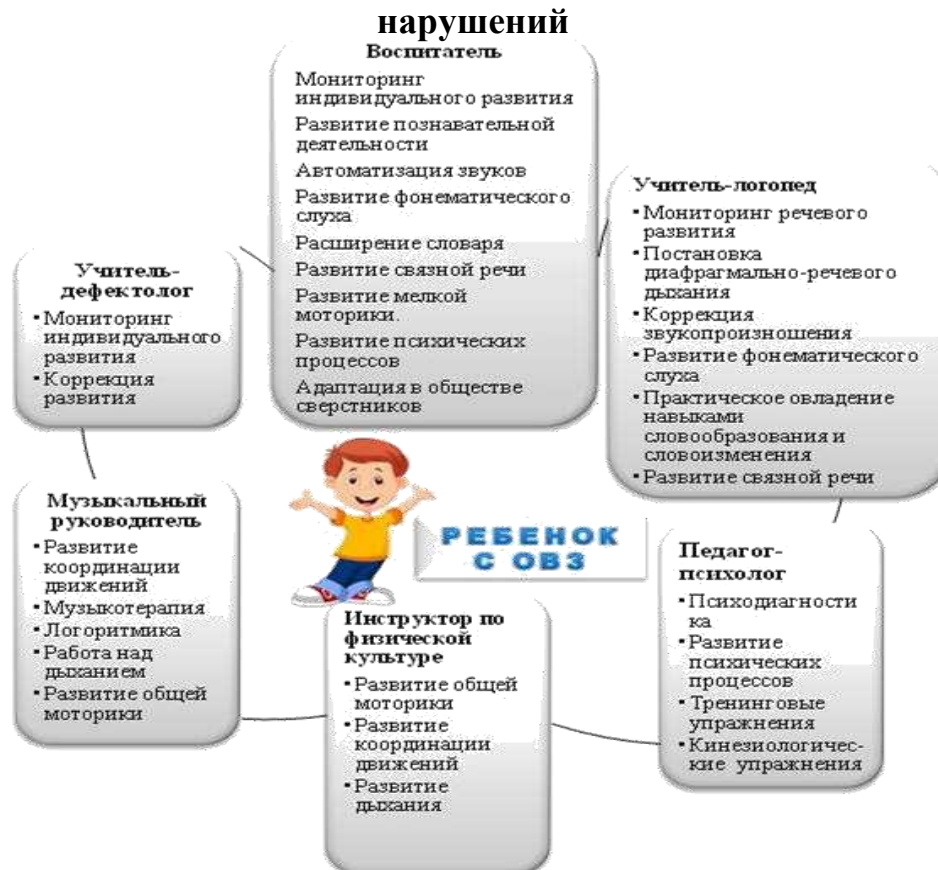 нарушений
Воспитатель
Мониторинг
индивидуального развития
Развитие познавательной
деятельности
Автоматизация звуков
Развитие фонематического
слуха
Расширение словаря
Развитие связной речи
Развитие мелкой
моторики.
Развитие психических
процессов
Адаптация в обществе
сверстников
Учитель-логопед
▪ Мониторинг речевого
развития
▪ Постановка
диафрагмально-речевого
дыхания
▪ Коррекция
звукопроизношения
▪ Развитие фонематического
слуха
▪ Практическое овладение
навыками
словообразования и
словоизменения
▪ Развитие связной речи
Педагог-
психолог
▪ Психодиагности
ка
▪ Развитие
психических
процессов
▪ Тренинговые
упражнения
▪ Кинезиологичес-
кие упражнения
Инструктор по
физической
культуре
▪ Развитие общей
моторики
▪ Развитие
координации
движений
▪ Развитие
дыхания
Музыкальный
руководитель
▪ Развитие
координации
движений
▪ Музыкотерапия
▪ Логоритмика
▪ Работа над
дыханием
▪ Развитие общей
моторики
Учитель-
дефектолог
▪ Мониторинг
индивидуального
развития
▪ Коррекция
развития
РЕБЕНОК
С ОВЗ